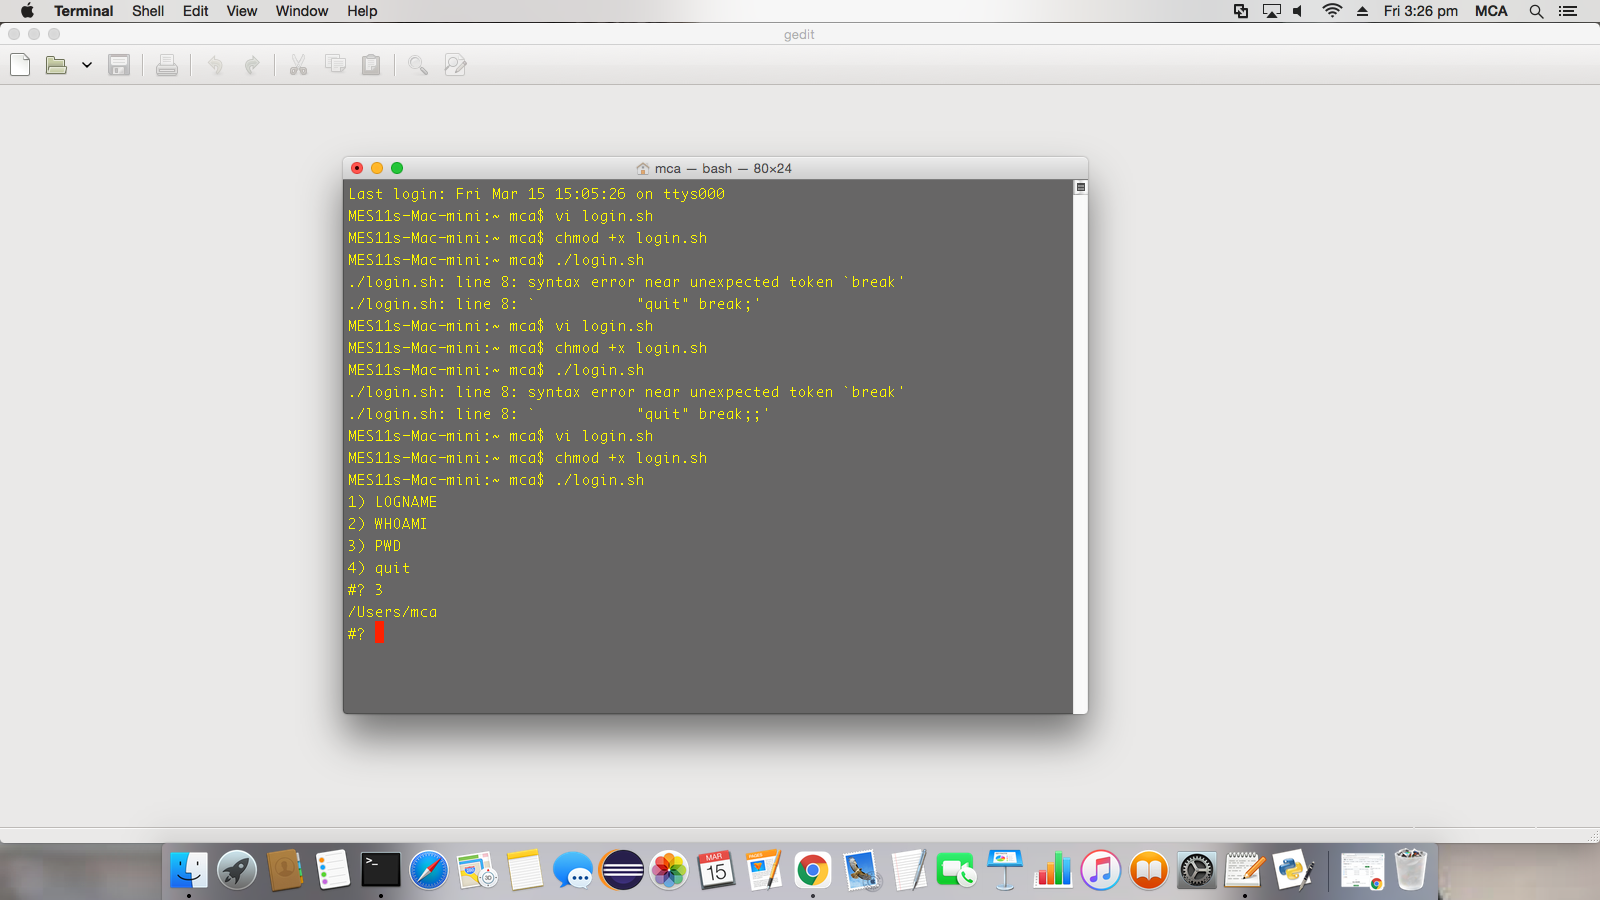 Terminal Shell Edit View Window Help Fri 3:26 pm MCA
gedit
mca — bash — 80×24
Last login: Fri Mar 15 15:05:26 on ttys000
MES11s-Mac-mini:~ mca$ vi login.sh
MES11s-Mac-mini:~ mca$ chmod +x login.sh
MES11s-Mac-mini:~ mca$ ./login.sh
./login.sh: line 8: syntax error near unexpected token `break'
./login.sh: line 8: `           "quit" break;'
MES11s-Mac-mini:~ mca$ vi login.sh
MES11s-Mac-mini:~ mca$ chmod +x login.sh
MES11s-Mac-mini:~ mca$ ./login.sh
./login.sh: line 8: syntax error near unexpected token `break'
./login.sh: line 8: `           "quit" break;;'
MES11s-Mac-mini:~ mca$ vi login.sh
MES11s-Mac-mini:~ mca$ chmod +x login.sh
MES11s-Mac-mini:~ mca$ ./login.sh
1) LOGNAME
2) WHOAMI
3) PWD
4) quit
#? 3
/Users/mca
#?
>_
3D
MAR
15
PAGES